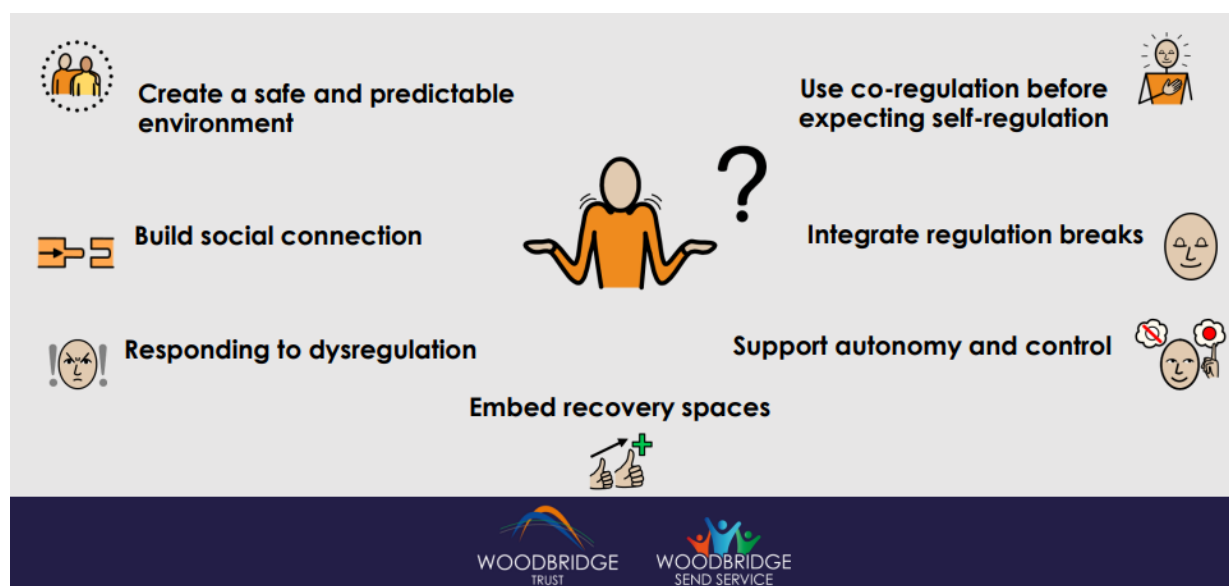 Create a safe and predictable
environment
Use co-regulation before
expecting self-regulation
?
Build social connection
Integrate regulation breaks
Responding to dysregulation
Support autonomy and control
Embed recovery spaces
WOODBRIDGE
TRUST
WOODBRIDGE
SEND SERVICE